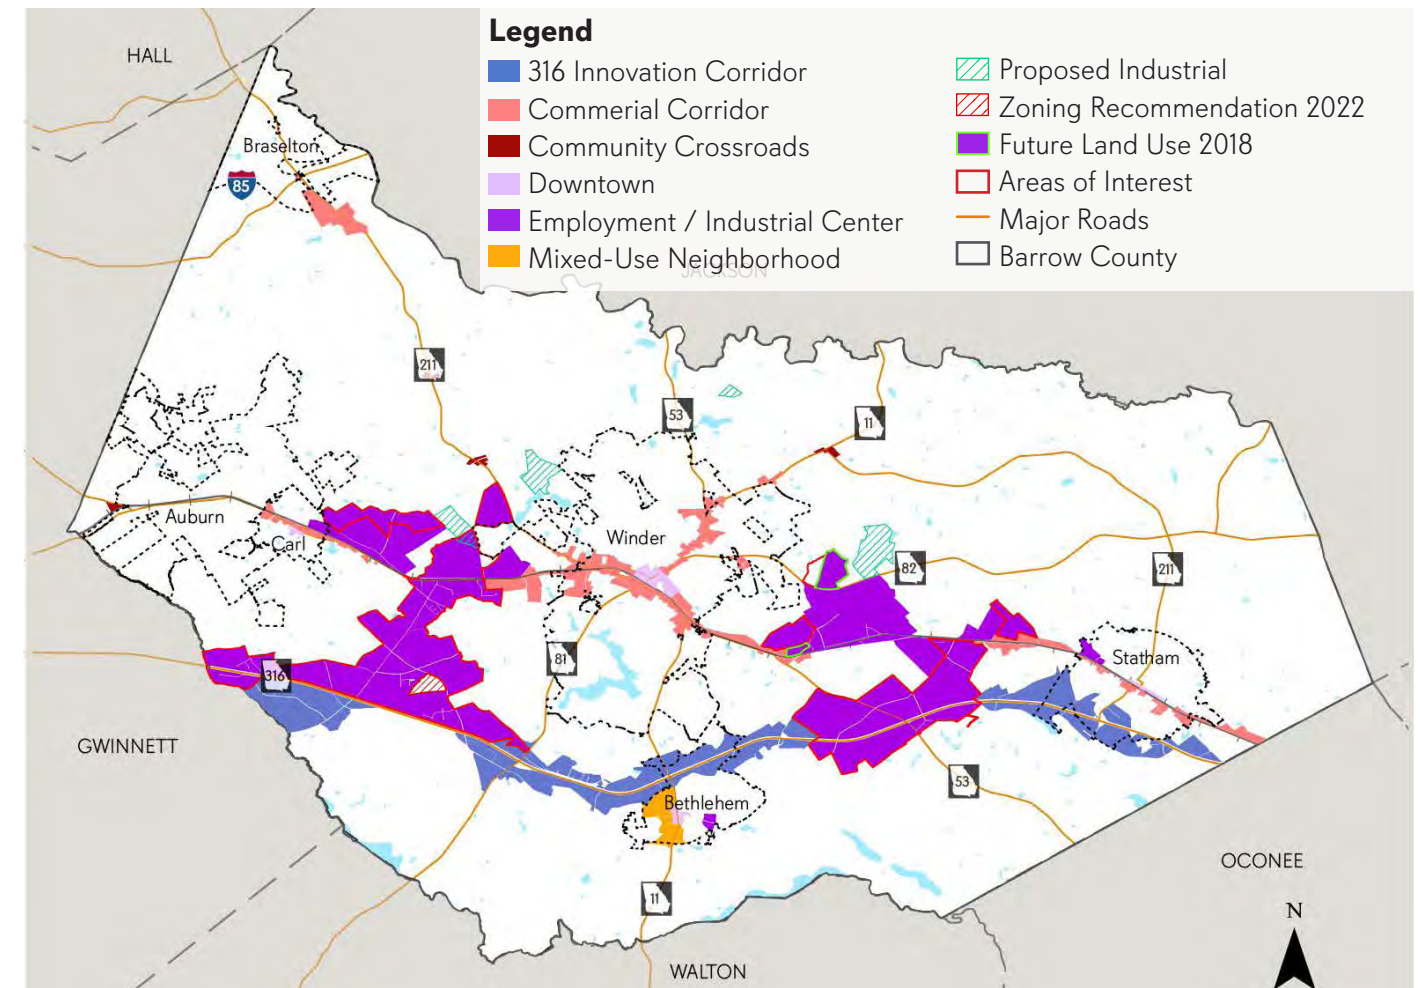 Legend
316 Innovation Corridor
Commerial Corridor
Community Crossroads
Downtown
Employment / Industrial Center
Mixed-Use Neighborhood
Proposed Industrial
Zoning Recommendation 2022
Future Land Use 2018
Areas of Interest
Major Roads
Barrow County
HALL
JACKSON
Braselton
85
211
53
11
Auburn
Carl
Winder
82
211
316
81
Statham
GWINNETT
53
Bethlehem
11
OCONEE
WALTON
N